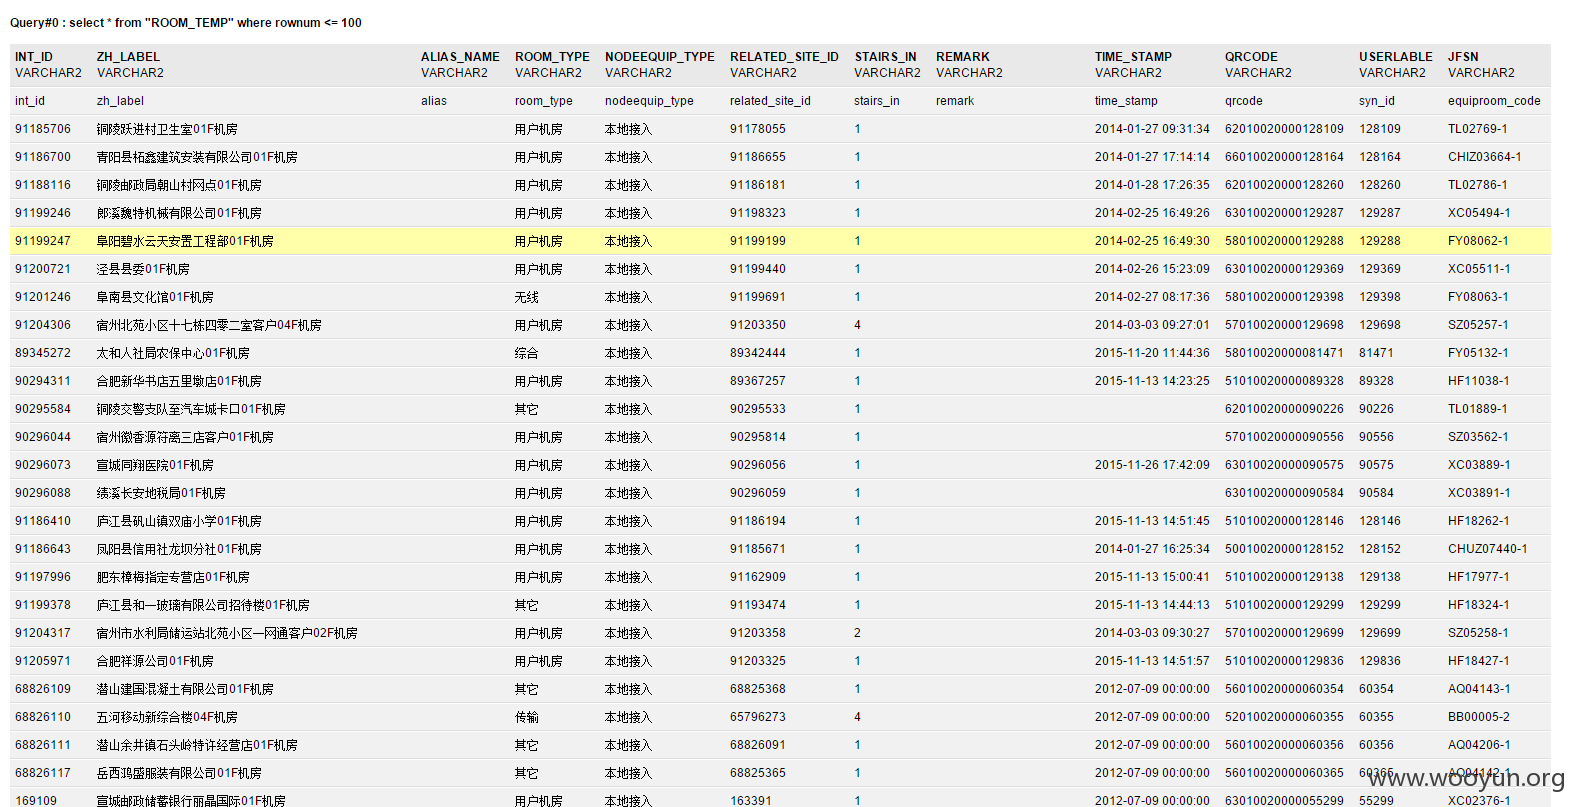 Query#0 : select * from "ROOM_TEMP" where rownum <= 100
INT_ID ZH_LABEL ALIAS_NAME ROOM_TYPE NODEEQUIP_TYPE RELATED_SITE_ID STAIRS_IN REMARK TIME_STAMP QRCODE USERLABLE JFSN
VARCHAR2 VARCHAR2 VARCHAR2 VARCHAR2 VARCHAR2 VARCHAR2 VARCHAR2 VARCHAR2 VARCHAR2 VARCHAR2 VARCHAR2 VARCHAR2
int_id zh_label alias room_type nodeequip_type related_site_id stairs_in remark time_stamp qrcode syn_id equiproom_code
91185706 铜陵跃进村卫生室01F机房 用户机房 本地接入 91178055 1 2014-01-27 09:31:34 62010020000128109 128109 TL02769-1
91186700 青阳县柘鑫建筑安装有限公司01F机房 用户机房 本地接入 91186655 1 2014-01-27 17:14:14 66010020000128164 128164 CHIZ03664-1
91188116 铜陵邮政局朝山村网点01F机房 用户机房 本地接入 91186181 1 2014-01-28 17:26:35 62010020000128260 128260 TL02786-1
91199246 郎溪魏特机械有限公司01F机房 用户机房 本地接入 91198323 1 2014-02-25 16:49:26 63010020000129287 129287 XC05494-1
91199247 阜阳碧水云天安置工程部01F机房 用户机房 本地接入 91199199 1 2014-02-25 16:49:30 58010020000129288 129288 FY08062-1
91200721 泾县县委01F机房 用户机房 本地接入 91199440 1 2014-02-26 15:23:09 63010020000129369 129369 XC05511-1
91201246 阜南县文化馆01F机房 无线 本地接入 91199691 1 2014-02-27 08:17:36 58010020000129398 129398 FY08063-1
91204306 宿州北苑小区十七栋四零二室客户04F机房 用户机房 本地接入 91203350 4 2014-03-03 09:27:01 57010020000129698 129698 SZ05257-1
89345272 太和人社局农保中心01F机房 综合 本地接入 89342444 1 2015-11-20 11:44:36 58010020000081471 81471 FY05132-1
90294311 合肥新华书店五里墩店01F机房 用户机房 本地接入 89367257 1 2015-11-13 14:23:25 51010020000089328 89328 HF11038-1
90295584 铜陵交警支队至汽车城卡口01F机房 其它 本地接入 90295533 1 62010020000090226 90226 TL01889-1
90296044 宿州徽香源符离三店客户01F机房 用户机房 本地接入 90295814 1 57010020000090556 90556 SZ03562-1
90296073 宣城同翔医院01F机房 用户机房 本地接入 90296056 1 2015-11-26 17:42:09 63010020000090575 90575 XC03889-1
90296088 绩溪长安地税局01F机房 用户机房 本地接入 90296059 1 63010020000090584 90584 XC03891-1
91186410 庐江县矾山镇双庙小学01F机房 用户机房 本地接入 91186194 1 2015-11-13 14:51:45 51010020000128146 128146 HF18262-1
91186643 凤阳县信用社龙坝分社01F机房 用户机房 本地接入 91185671 1 2014-01-27 16:25:34 50010020000128152 128152 CHUZ07440-1
91197996 肥东樟梅指定专营店01F机房 用户机房 本地接入 91162909 1 2015-11-13 15:00:41 51010020000129138 129138 HF17977-1
91199378 庐江县和一玻璃有限公司招待楼01F机房 其它 本地接入 91193474 1 2015-11-13 14:44:13 51010020000129299 129299 HF18324-1
91204317 宿州市水利局储运站北苑小区一网通客户02F机房 用户机房 本地接入 91203358 2 2014-03-03 09:30:27 57010020000129699 129699 SZ05258-1
91205971 合肥祥源公司01F机房 用户机房 本地接入 91203325 1 2015-11-13 14:51:57 51010020000129836 129836 HF18427-1
68826109 潜山建国混凝土有限公司01F机房 其它 本地接入 68825368 1 2012-07-09 00:00:00 56010020000060354 60354 AQ04143-1
68826110 五河移动新综合楼04F机房 传输 本地接入 65796273 4 2012-07-09 00:00:00 52010020000060355 60355 BB00005-2
68826111 潜山余井镇石头岭特许经营店01F机房 其它 本地接入 68826091 1 2012-07-09 00:00:00 56010020000060356 60356 AQ04206-1
68826117 岳西鸿盛服装有限公司01F机房 其它 本地接入 68825365 1 2012-07-09 00:00:00 56010020000060365 60365 AQ04142-1
www.wooyun.org
169109 宣城邮政储蓄银行丽晶国际01F机房 用户机房 本地接入 163391 1 2012-07-09 00:00:00 63010020000055299 55299 XC02376-1